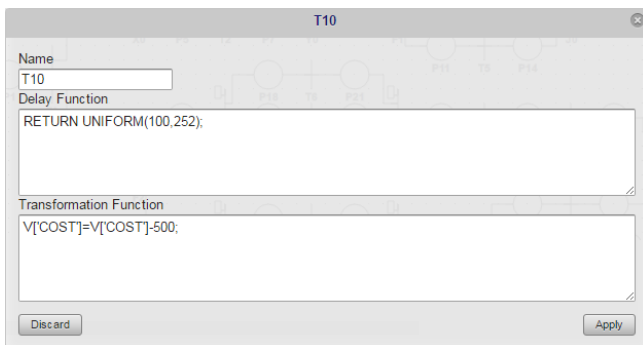 T10
Name
T10
Delay Function
RETURN UNIFORM(100,252);
Transformation Function
V['COST']=V['COST']-500;
Discard
Apply